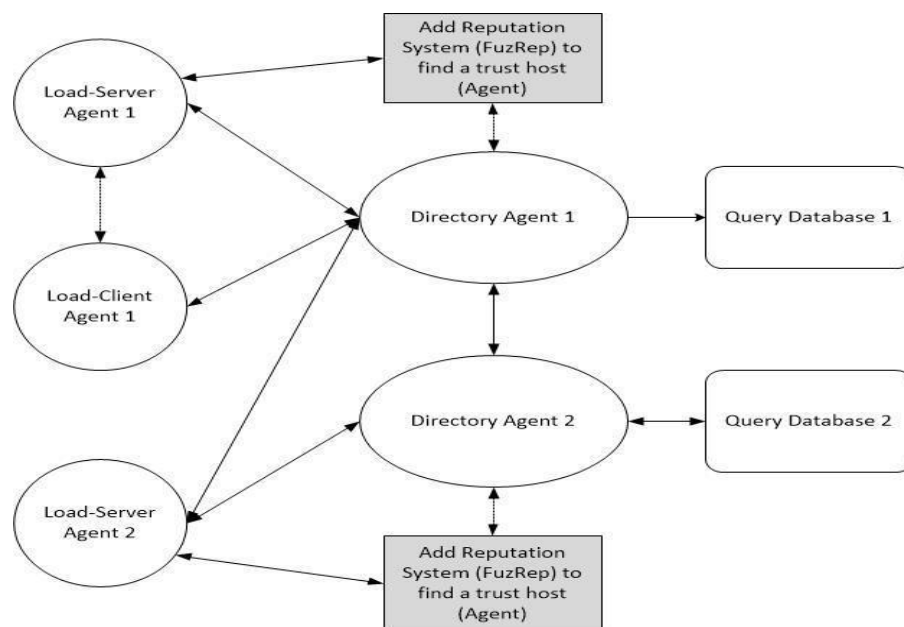 Add Reputation
System (FuzRep) to
find a trust host
(Agent)
Load-Server
Agent 1
Directory Agent 1
Query Database 1
Load-Client
Agent 1
Directory Agent 2
Query Database 2
Load-Server
Agent 2
Add Reputation
System (FuzRep) to
find a trust host
(Agent)